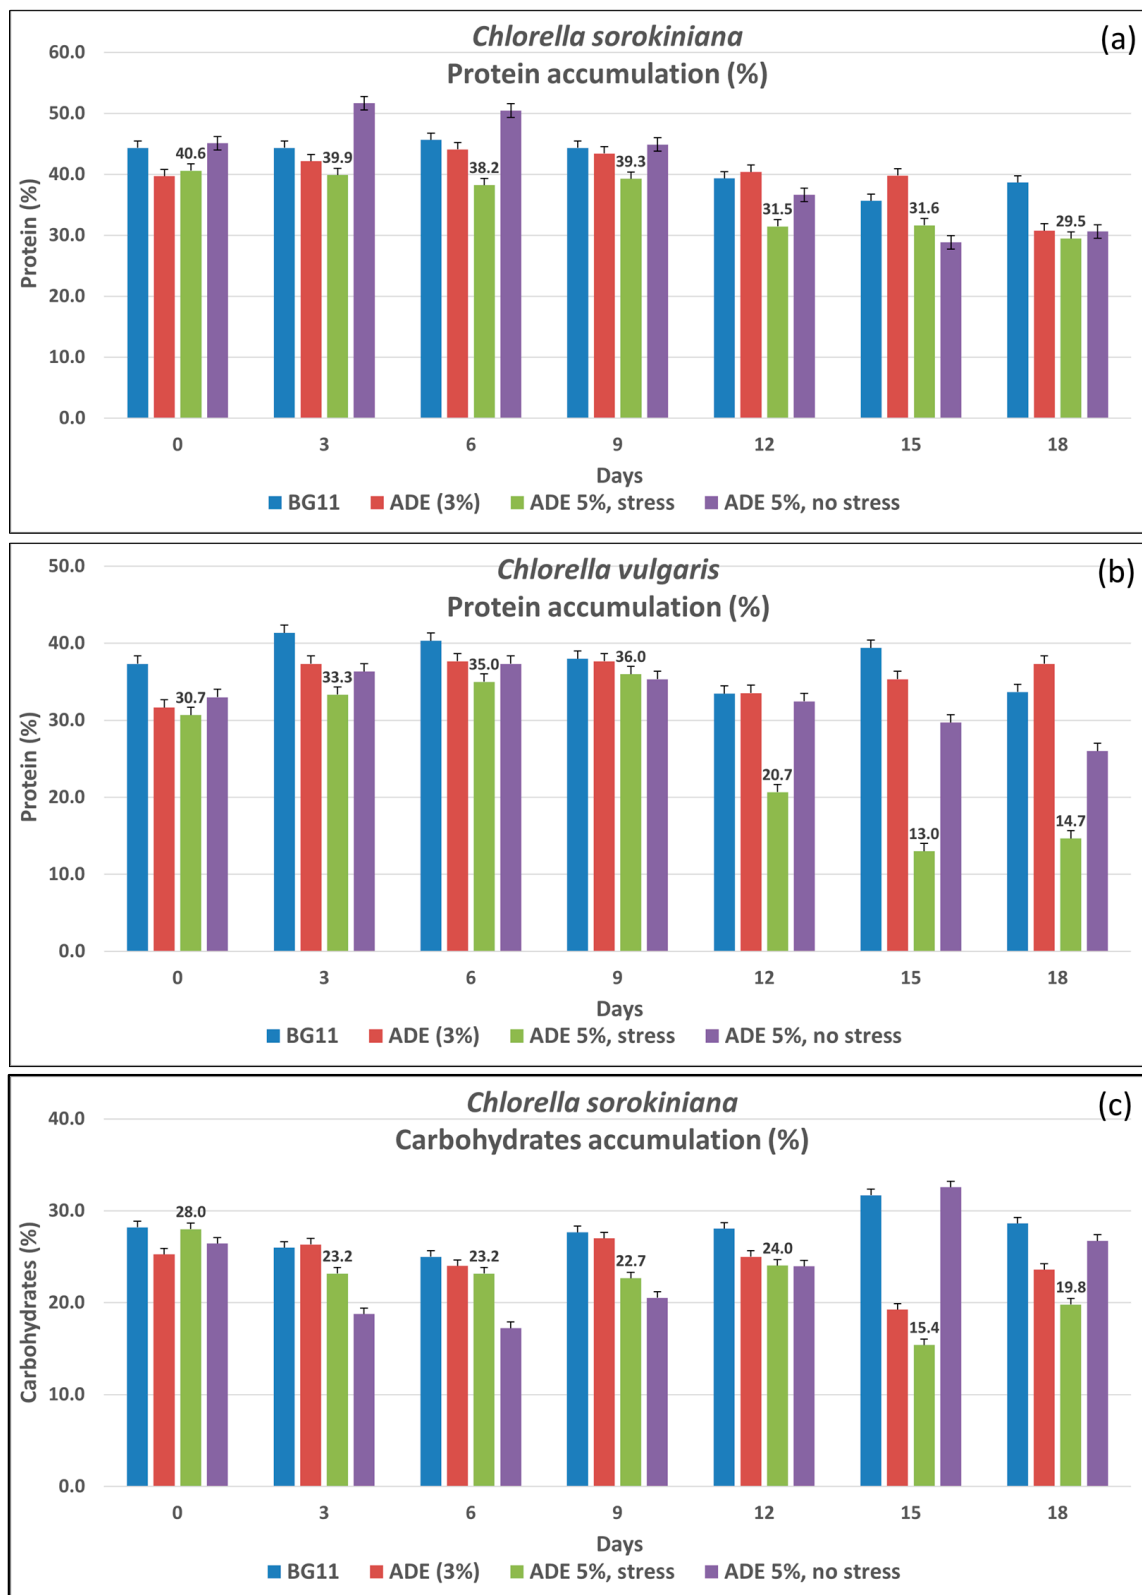 Chlorella sorokiniana
(a)
Protein accumulation (%)
60.0
50.0
40.0
30.0
20.0
10.0
0.0
Protein (%)
40.6
39.9
38.2
39.3
31.5
31.6
29.5
0 3 6 9 12 15 18
Days
BG11 ADE (3%) ADE 5%, stress ADE 5%, no stress
Chlorella vulgaris
(b)
Protein accumulation (%)
50.0
40.0
30.0
20.0
10.0
0.0
Protein (%)
30.7
33.3
35.0
36.0
20.7
13.0
14.7
0 3 6 9 12 15 18
Days
BG11 ADE (3%) ADE 5%, stress ADE 5%, no stress
Chlorella sorokiniana
(c)
Carbohydrates accumulation (%)
40.0
30.0
20.0
10.0
0.0
Carbohydrates (%)
28.0
23.2
23.2
22.7
24.0
15.4
19.8
0 3 6 9 12 15 18
Days
BG11 ADE (3%) ADE 5%, stress ADE 5%, no stress